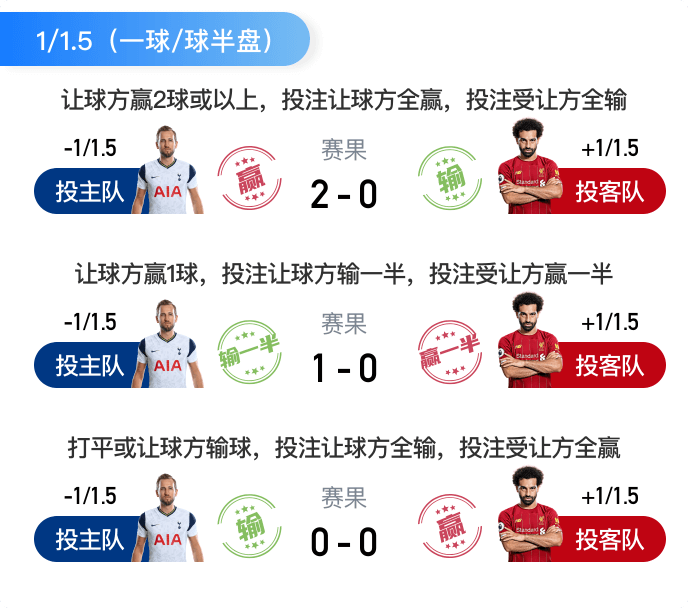 1/1.5（一球/球半盘）
让球方赢2球或以上，投注让球方全赢，投注受让方全输
-1/1.5
赛果
+1/1.5
投主队
AIA
赢
2-0
输
Standard
投客队
让球方赢1球，投注让球方输一半，投注受让方赢一半
-1/1.5
赛果
+1/1.5
投主队
AIA
输一半
1-0
赢一半
Standard
投客队
打平或让球方输球，投注让球方全输，投注受让方全赢
-1/1.5
赛果
+1/1.5
投主队
AIA
输
0-0
赢
Standard
投客队